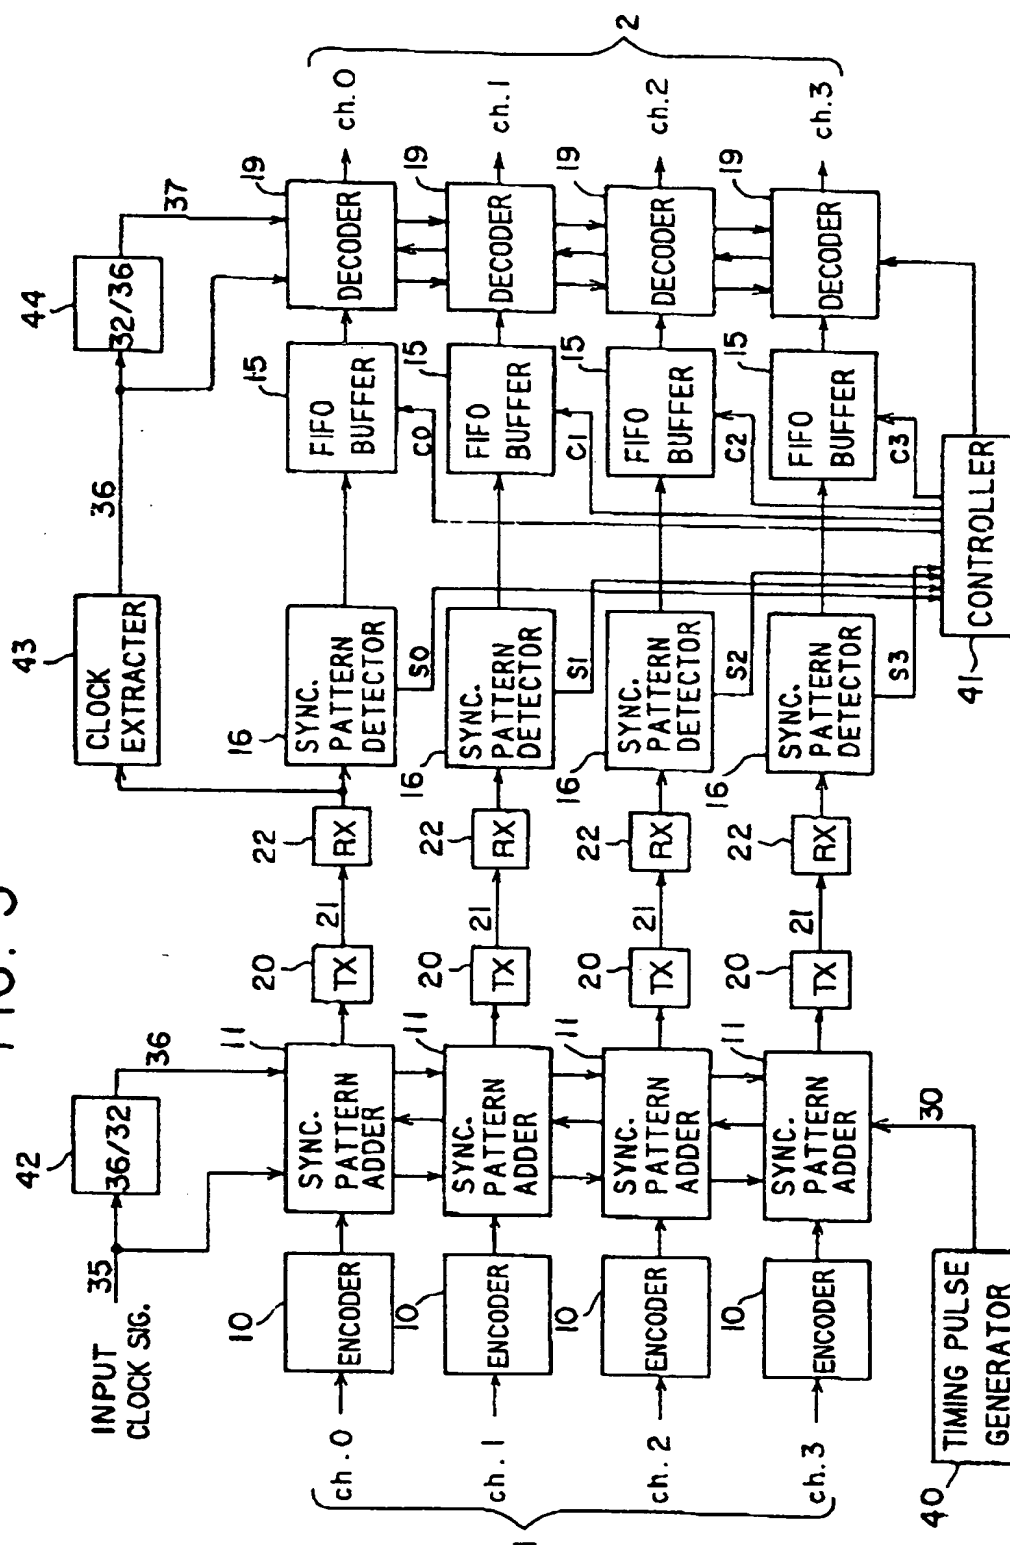 42
36/32
36
35
INPUT
CLOCK SIG.
43
CLOCK
EXTRACTER
36
44
32/36
37
1
2
ch. 0
10
ENCODER
11
SYNC.
PATTERN
ADDER
20
TX
21
22
RX
16
SYNC.
PATTERN
DETECTOR
S0
15
FIFO
BUFFER
C0
19
DECODER
ch. 0
ch. 1
10
ENCODER
11
SYNC.
PATTERN
ADDER
20
TX
21
22
RX
16
SYNC.
PATTERN
DETECTOR
S1
15
FIFO
BUFFER
C1
19
DECODER
ch. 1
ch. 2
10
ENCODER
11
SYNC.
PATTERN
ADDER
20
TX
21
22
RX
16
SYNC.
PATTERN
DETECTOR
S2
15
FIFO
BUFFER
C2
19
DECODER
ch. 2
ch. 3
10
ENCODER
11
SYNC.
PATTERN
ADDER
20
TX
21
22
RX
16
SYNC.
PATTERN
DETECTOR
S3
15
FIFO
BUFFER
C3
19
DECODER
ch. 3
30
40
TIMING PULSE
GENERATOR
41
CONTROLLER